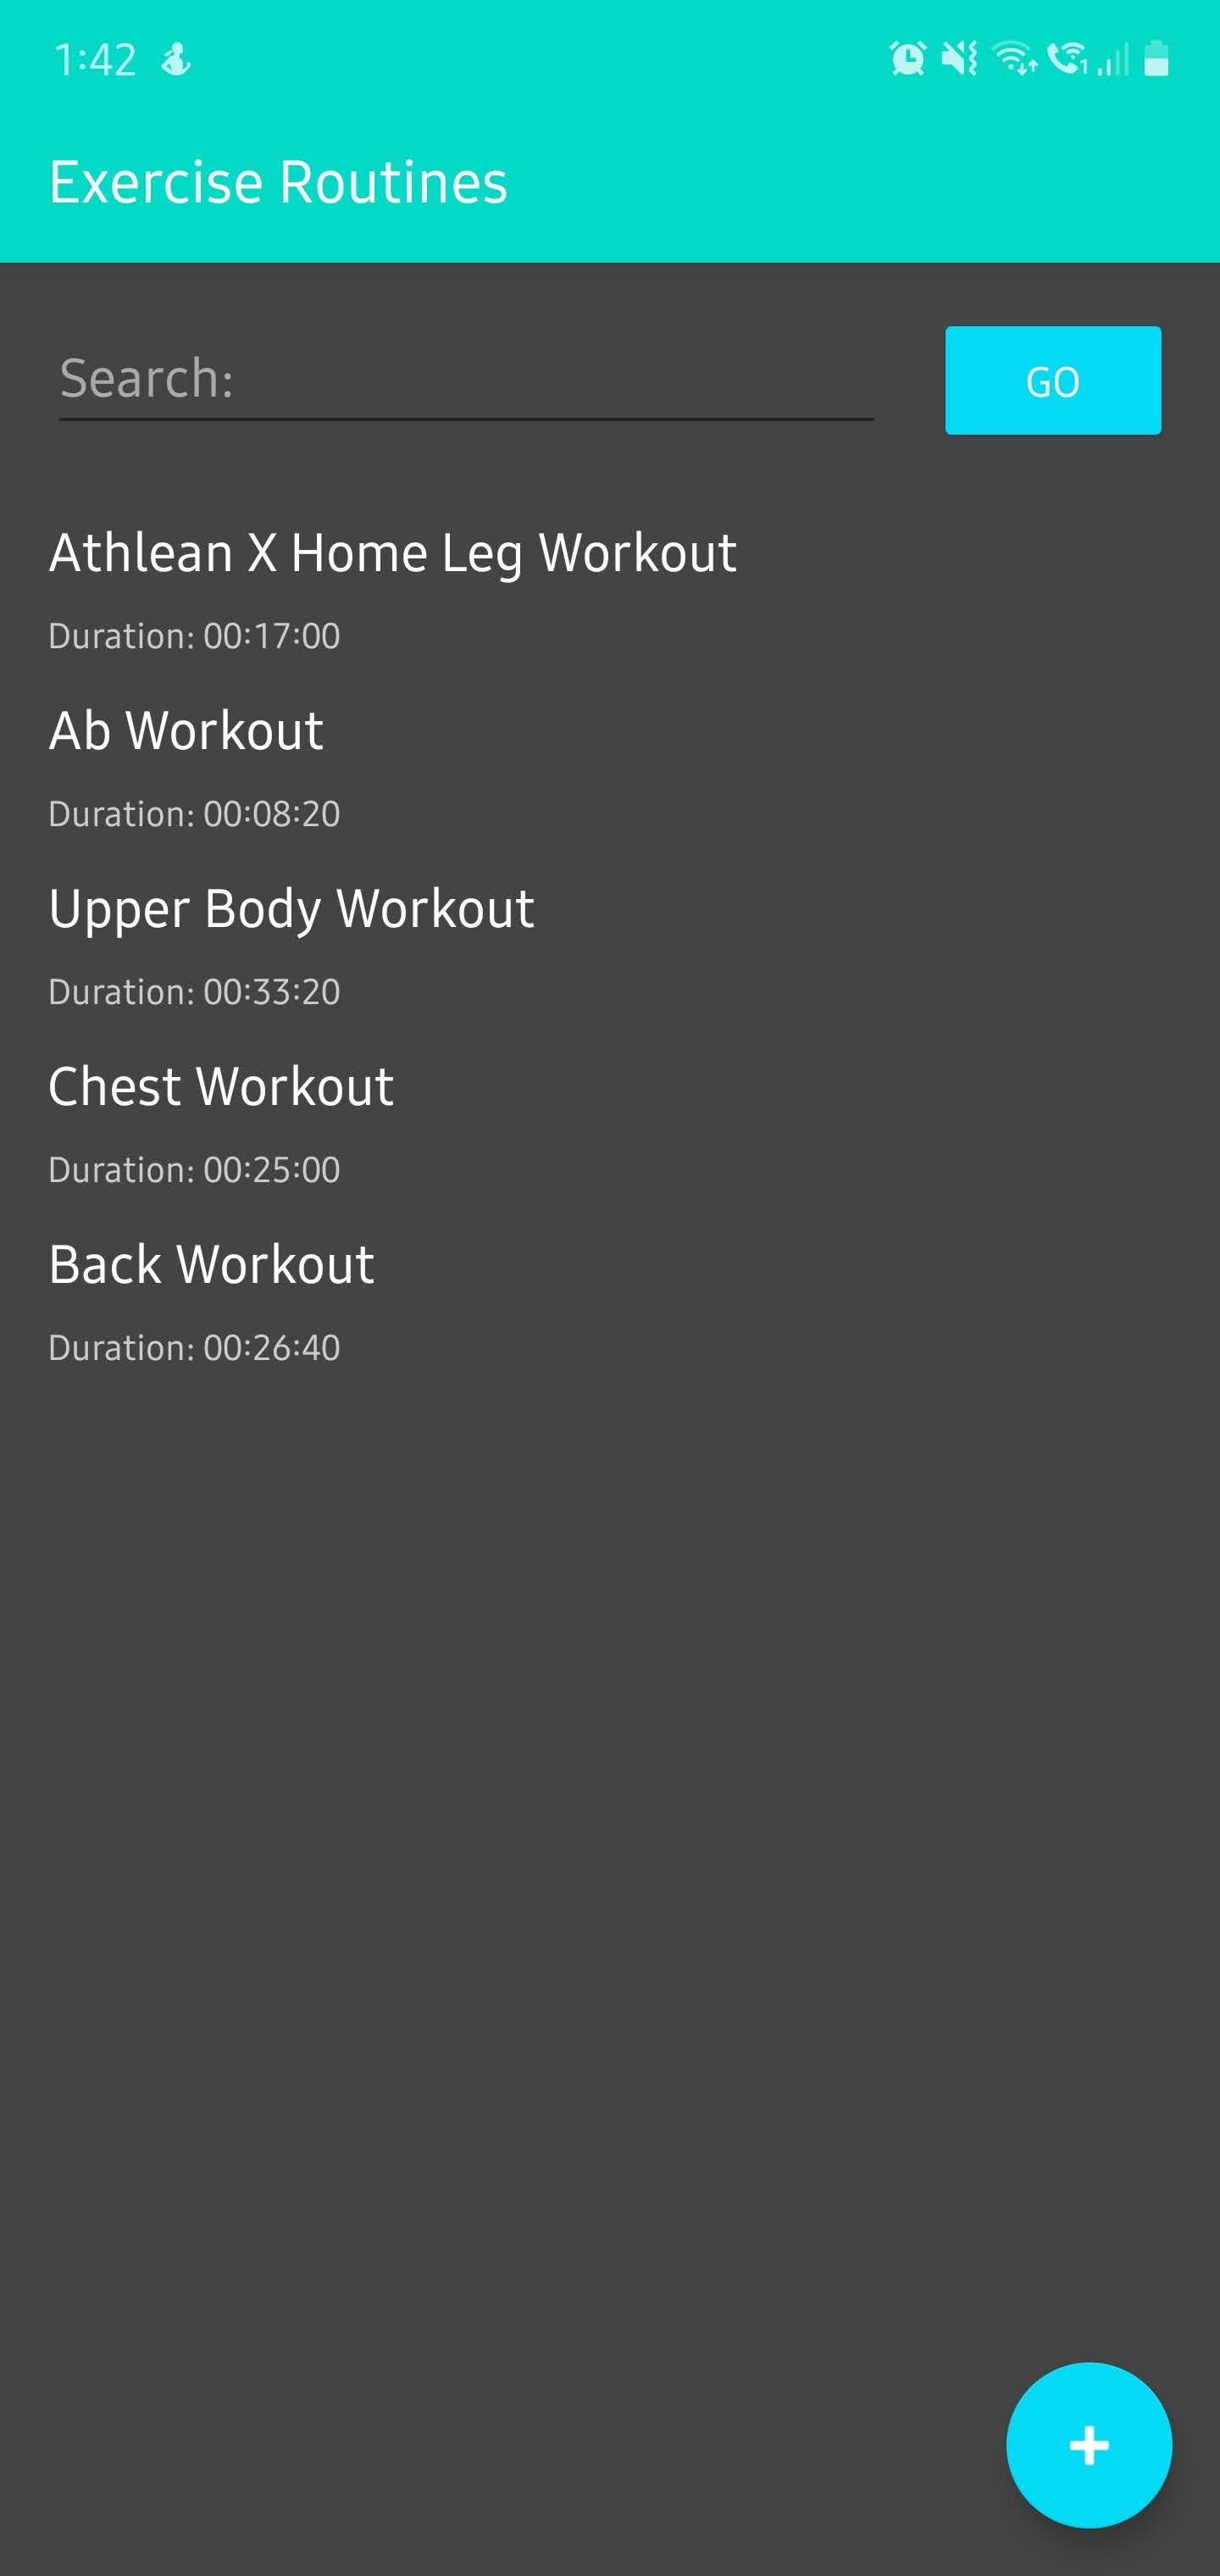 1:42
Exercise Routines
Search:
GO
Athlean X Home Leg Workout
Duration: 00:17:00
Ab Workout
Duration: 00:08:20
Upper Body Workout
Duration: 00:33:20
Chest Workout
Duration: 00:25:00
Back Workout
Duration: 00:26:40
+